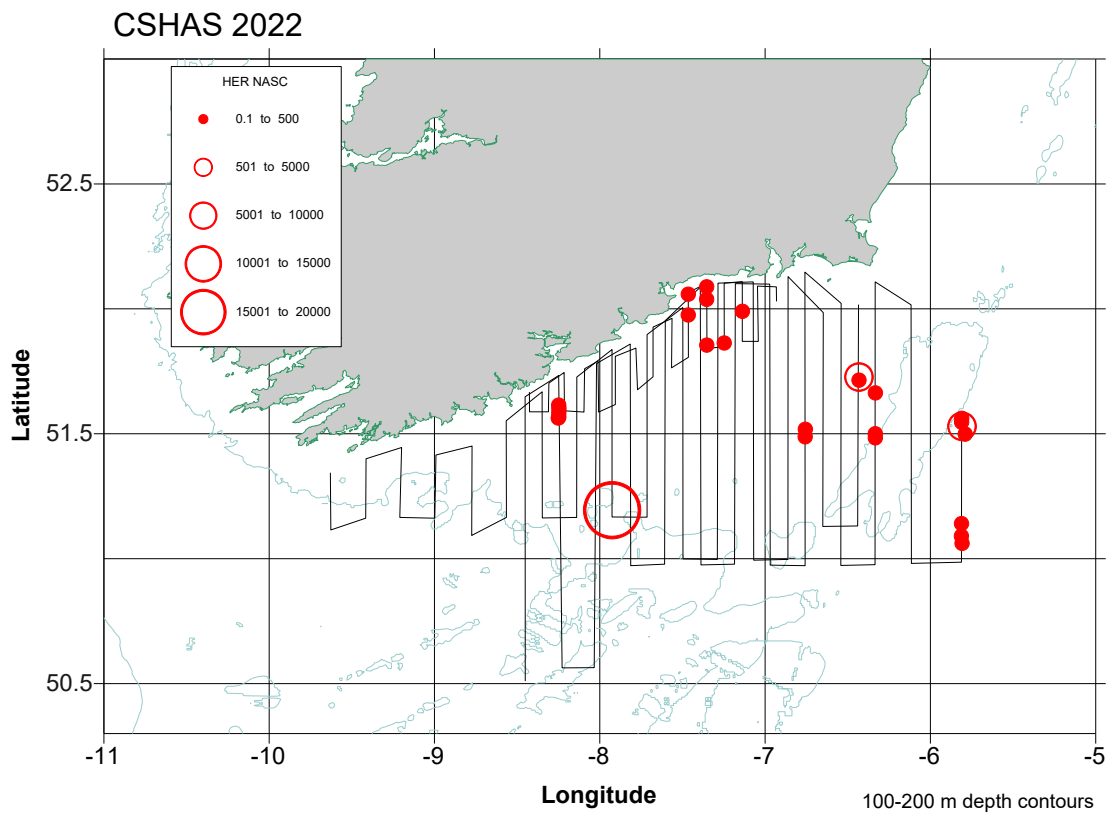 CSHAS 2022
HER NASC
0.1 to 500
501 to 5000
5001 to 10000
10001 to 15000
15001 to 20000
52.5
51.5
50.5
Latitude
-11 -10 -9 -8 -7 -6 -5
Longitude
100-200 m depth contours